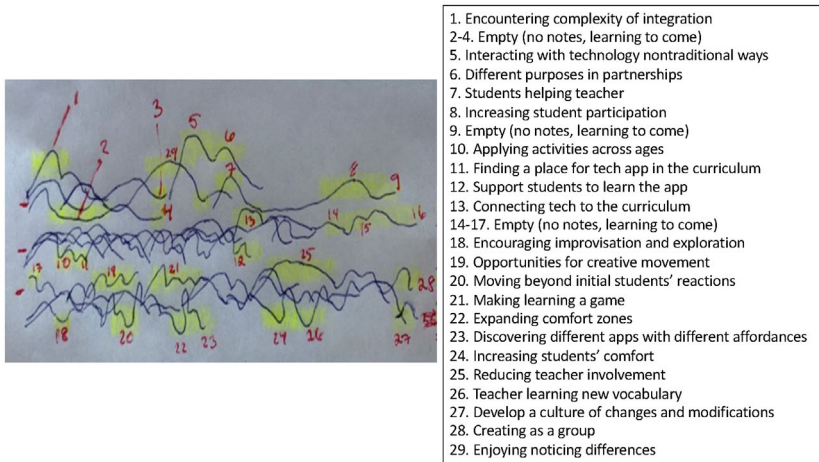 1 2 3 29 5 6 7 8 9
4 13 14 15 16
10 11 12
17 19 21 25 28
18 20 22 23 24 26 27
1. Encountering complexity of integration
2-4. Empty (no notes, learning to come)
5. Interacting with technology nontraditional ways
6. Different purposes in partnerships
7. Students helping teacher
8. Increasing student participation
9. Empty (no notes, learning to come)
10. Applying activities across ages
11. Finding a place for tech app in the curriculum
12. Support students to learn the app
13. Connecting tech to the curriculum
14-17. Empty (no notes, learning to come)
18. Encouraging improvisation and exploration
19. Opportunities for creative movement
20. Moving beyond initial students’ reactions
21. Making learning a game
22. Expanding comfort zones
23. Discovering different apps with different affordances
24. Increasing students’ comfort
25. Reducing teacher involvement
26. Teacher learning new vocabulary
27. Develop a culture of changes and modifications
28. Creating as a group
29. Enjoying noticing differences